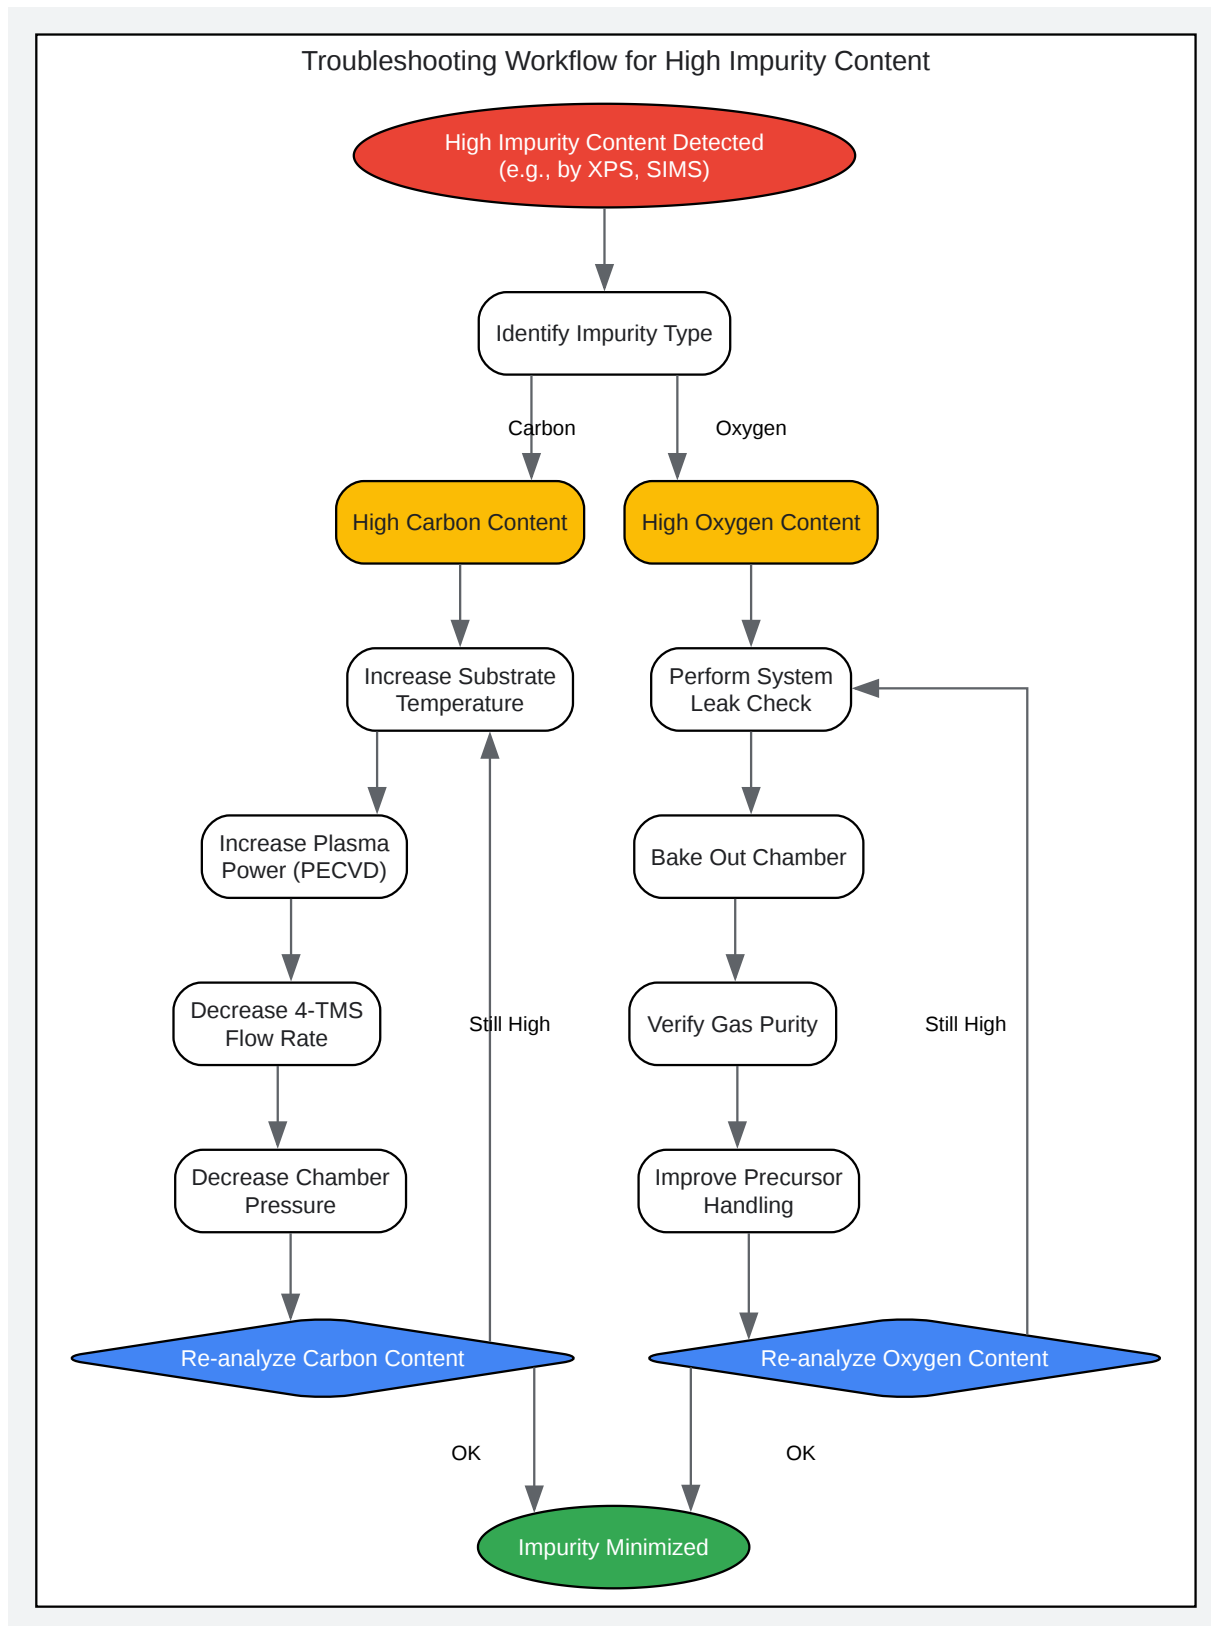 Troubleshooting Workflow for High Impurity Content
High Impurity Content Detected
(e.g., by XPS, SIMS)
Identify Impurity Type
Carbon
Oxygen
High Carbon Content
High Oxygen Content
Increase Substrate
Temperature
Perform System
Leak Check
Increase Plasma
Power (PECVD)
Bake Out Chamber
Decrease 4-TMS
Flow Rate
Still High
Verify Gas Purity
Still High
Decrease Chamber
Pressure
Improve Precursor
Handling
Re-analyze Carbon Content
Re-analyze Oxygen Content
OK
OK
Impurity Minimized